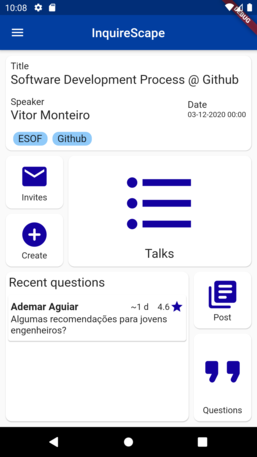 10:08
DEBUG
InquireScape
Title
Software Development Process @ Github
Speaker
Vitor Monteiro
Date
03-12-2020 00:00
ESOF
Github
Invites
Create
Talks
Recent questions
Ademar Aguiar
~1 d
4.6
Algumas recomendações para jovens
engenheiros?
Post
Questions